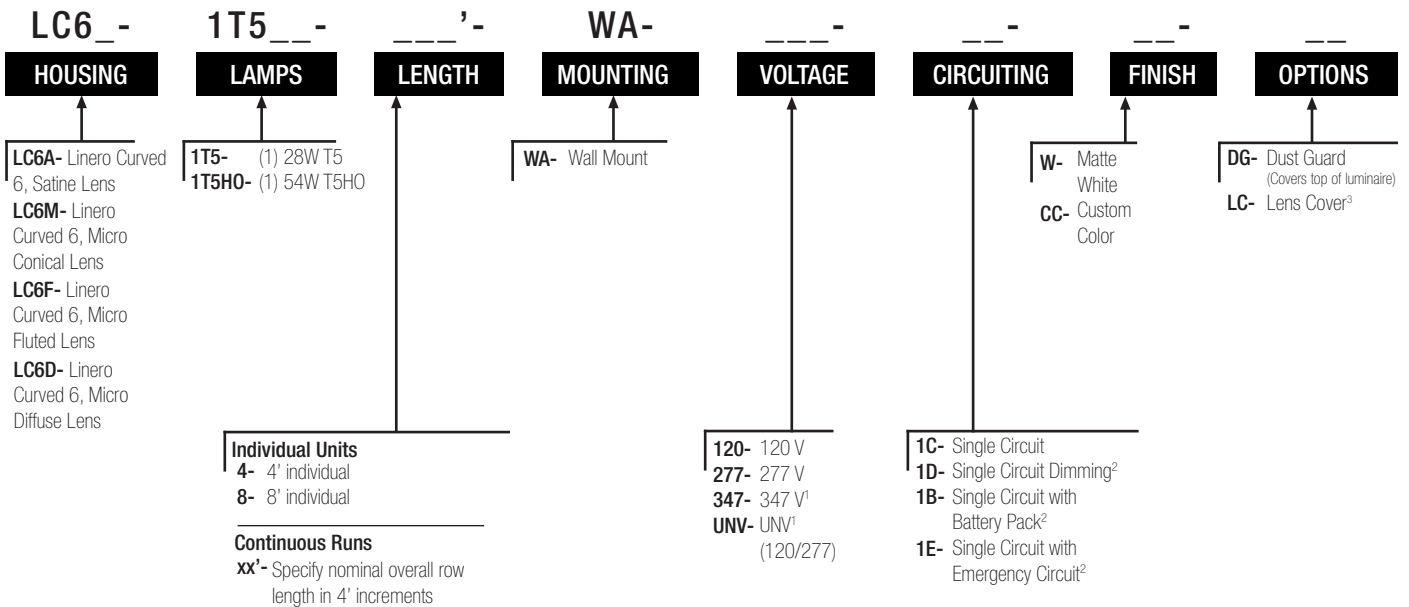 LC6_- 1T5__- ___'- WA- ___- __- __- __
HOUSING LAMPS LENGTH MOUNTING VOLTAGE CIRCUITING FINISH OPTIONS
LC6A- Linero Curved
6, Satine Lens
LC6M- Linero
Curved 6, Micro
Conical Lens
LC6F- Linero
Curved 6, Micro
Fluted Lens
LC6D- Linero
Curved 6, Micro
Diffuse Lens
1T5- (1) 28W T5
1T5HO- (1) 54W T5HO
Individual Units
4- 4' individual
8- 8' individual
Continuous Runs
xx'- Specify nominal overall row
length in 4' increments
WA- Wall Mount
120- 120 V
277- 277 V
347- 347 V¹
UNV- UNV¹
(120/277)
1C- Single Circuit
1D- Single Circuit Dimming²
1B- Single Circuit with
Battery Pack²
1E- Single Circuit with
Emergency Circuit²
W- Matte
White
CC- Custom
Color
DG- Dust Guard
(Covers top of luminaire)
LC- Lens Cover³